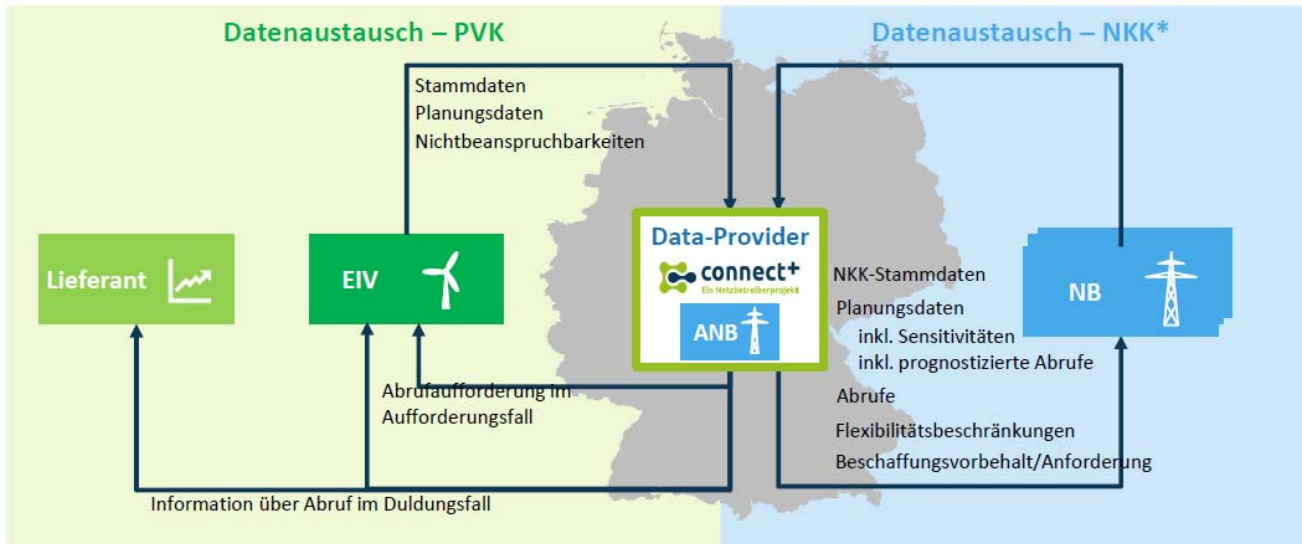 Datenaustausch – PVK
Datenaustausch – NKK*
Stammdaten
Planungsdaten
Nichtbeanspruchbarkeiten
Lieferant
EIV
Data-Provider
connect+
Ein Netzbetreiberprojekt
ANB
NB
NKK-Stammdaten
Planungsdaten
inkl. Sensitivitäten
inkl. prognostizierte Abrufe
Abrufe
Flexibilitätsbeschränkungen
Beschaffungsvorbehalt/Anforderung
Abrufaufforderung im
Aufforderungsfall
Information über Abruf im Duldungsfall